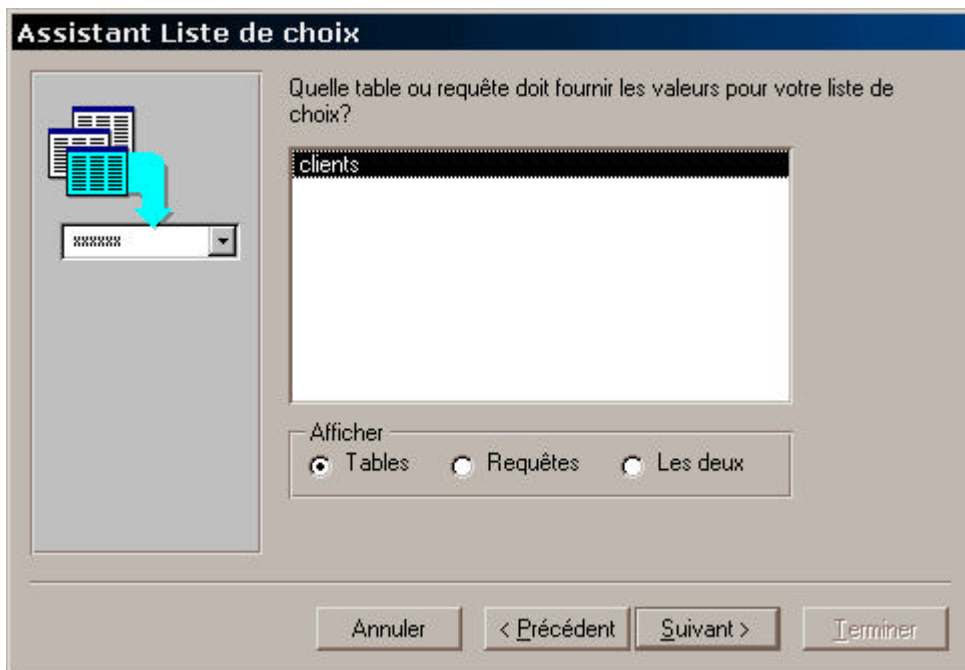 Assistant Liste de choix
Quelle table ou requête doit fournir les valeurs pour votre liste de
choix?
clients
xxxxxx
Afficher
Tables
Requêtes
Les deux
Annuler
< Précédent
Suivant >
Terminer